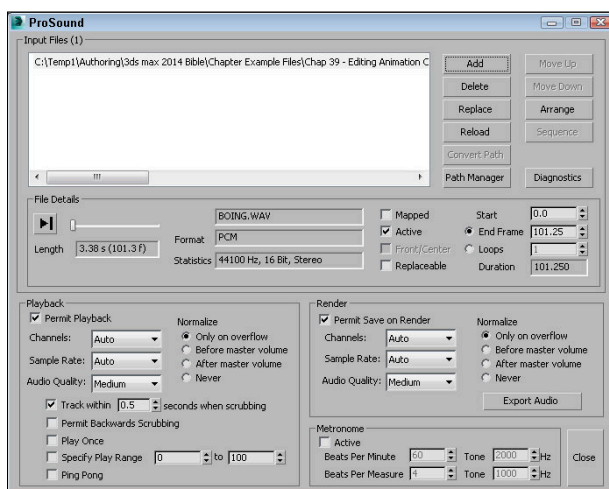 ProSound
Input Files (1)
C:\Temp1\Authoring\3ds max 2014 Bible\Chapter Example Files\Chap 39 - Editing Animation C
Add Move Up
Delete Move Down
Replace Arrange
Reload Sequence
Convert Path
Path Manager Diagnostics
File Details
BOING.WAV Mapped Start 0.0
Format PCM Active End Frame 101.25
Length 3.38 s (101.3 f) Front/Center Loops 1
Statistics 44100 Hz, 16 Bit, Stereo Replaceable Duration 101.250
Playback
Permit Playback Normalize
Channels: Auto Only on overflow
Before master volume
Sample Rate: Auto After master volume
Audio Quality: Medium Never
Track within 0.5 seconds when scrubbing
Permit Backwards Scrubbing
Play Once
Specify Play Range 0 to 100
Ping Pong
Render
Permit Save on Render Normalize
Channels: Auto Only on overflow
Before master volume
Sample Rate: Auto After master volume
Audio Quality: Medium Never
Export Audio
Metronome
Active
Beats Per Minute 60 Tone 2000 Hz
Beats Per Measure 4 Tone 1000 Hz
Close